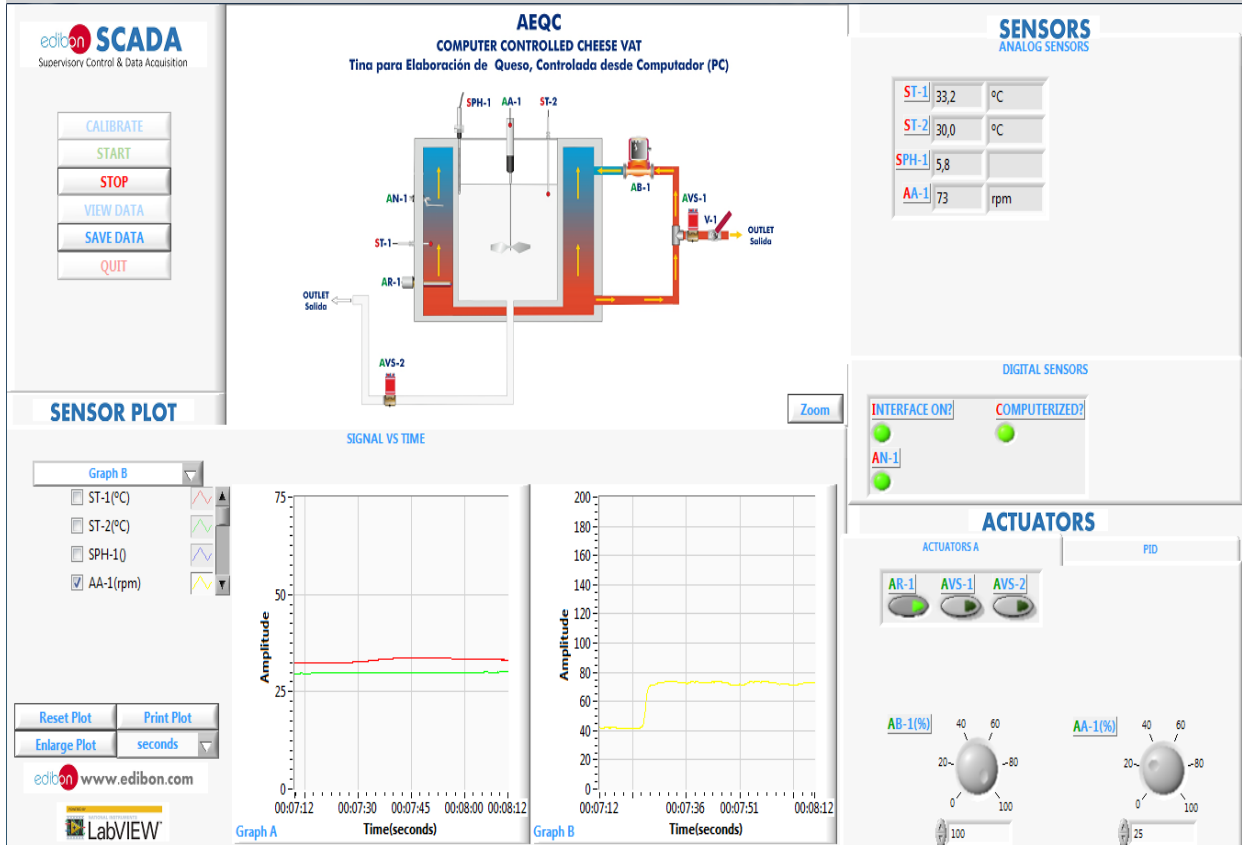 edibon SCADA
Supervisory Control & Data Acquisition
CALIBRATE
START
STOP
VIEW DATA
SAVE DATA
QUIT
AEQC
COMPUTER CONTROLLED CHEESE VAT
Tina para Elaboración de Queso, Controlada desde Computador (PC)
SPH-1 AA-1 ST-2
AN-1
ST-1
AR-1
AB-1
AVS-1
V-1
OUTLET
Salida
OUTLET
Salida
AVS-2
Zoom
SENSORS
ANALOG SENSORS
ST-1 33,2 ºC
ST-2 30,0 ºC
SPH-1 5,8
AA-1 73 rpm
DIGITAL SENSORS
INTERFACE ON? COMPUTERIZED?
AN-1
SENSOR PLOT
SIGNAL VS TIME
Graph B
ST-1(ºC)
ST-2(ºC)
SPH-1()
AA-1(rpm)
Reset Plot Print Plot
Enlarge Plot seconds
edibon www.edibon.com
NATIONAL INSTRUMENTS
LabVIEW™
Amplitude
75
50
25
0
00:07:12 00:07:30 00:07:45 00:08:00 00:08:12
Graph A Time(seconds)
Amplitude
200
180
160
140
120
100
80
60
40
20
0
00:07:12 00:07:36 00:07:51 00:08:12
Graph B Time(seconds)
ACTUATORS
ACTUATORS A PID
AR-1 AVS-1 AVS-2
AB-1(%)
0 20 40 60 80 100
100
AA-1(%)
0 20 40 60 80 100
25